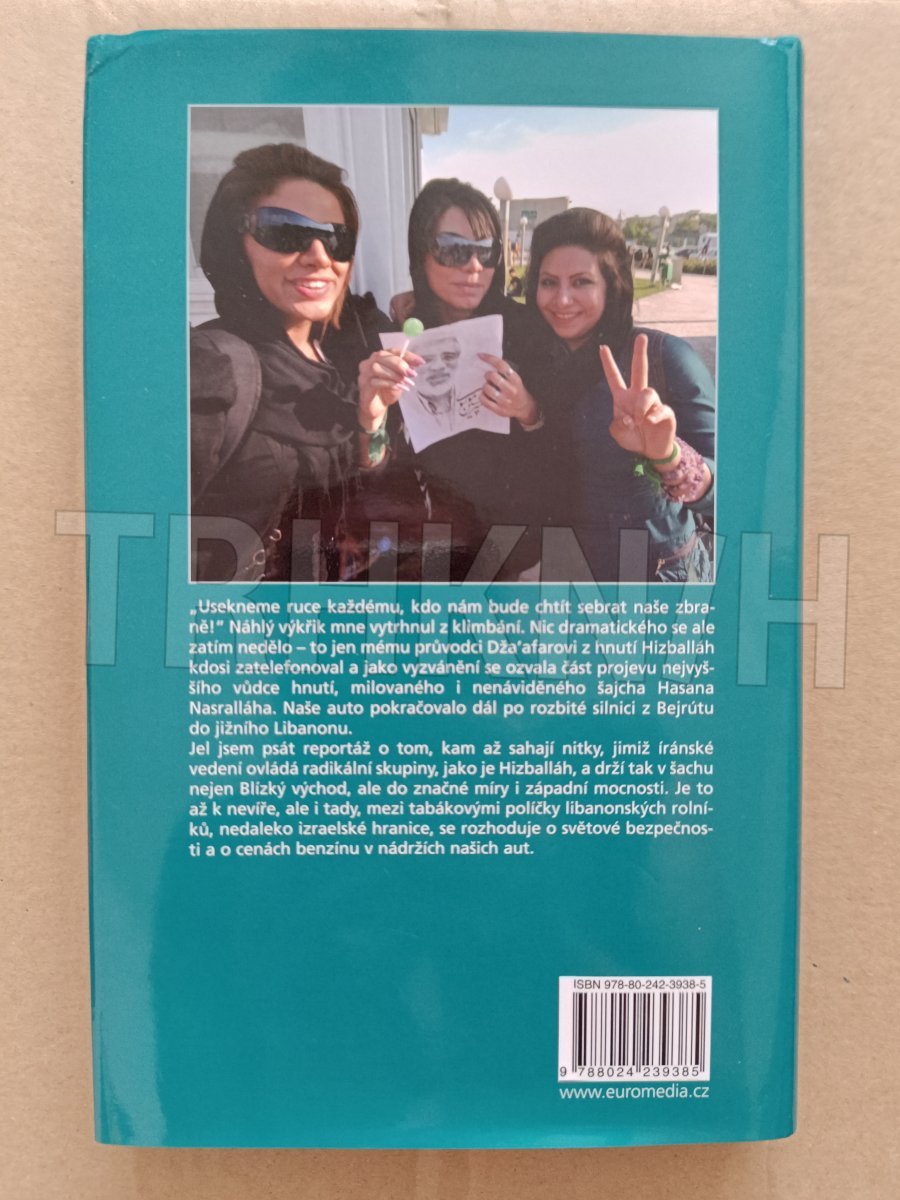 TRHKNIH
„Usekneme ruce každému, kdo nám bude chtít sebrat naše zbra-
ně!“ Náhlý výkřik mne vytrhnul z klimbání. Nic dramatického se ale
zatím nedělo – to jen mému průvodci Dža’afarovi z hnutí Hizballáh
kdosi zatelefonoval a jako vyzvánění se ozvala část projevu nejvyš-
šího vůdce hnutí, milovaného i nenáviděného šajcha Hasana
Nasralláha. Naše auto pokračovalo dál po rozbité silnici z Bejrútu
do jižního Libanonu.
Jel jsem psát reportáž o tom, kam až sahají nitky, jimiž íránské
vedení ovládá radikální skupiny, jako je Hizballáh, a drží tak v šachu
nejen Blízký východ, ale do značné míry i západní mocnosti. Je to
až k nevíře, ale i tady, mezi tabákovými políčky libanonských rolní-
ků, nedaleko izraelské hranice, se rozhoduje o světové bezpečnos-
ti a o cenách benzínu v nádržích našich aut.
ISBN 978-80-242-3938-5
9 788024 239385
www.euromedia.cz